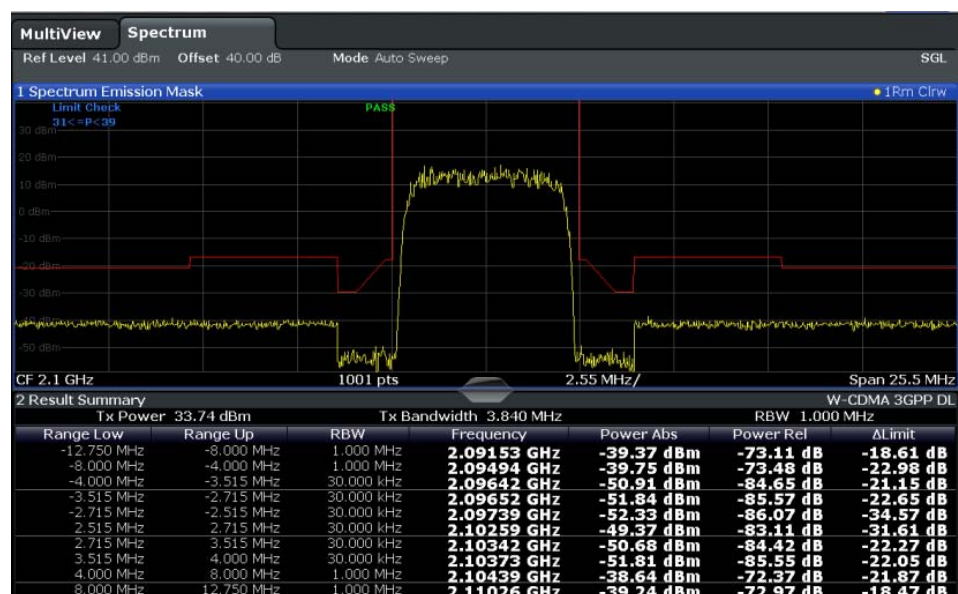 MultiView Spectrum
Ref Level 41.00 dBm Offset 40.00 dB Mode Auto Sweep SGL
1 Spectrum Emission Mask 1Rm Clrw
Limit Check PASS
31<=P<39
30 dBm
20 dBm
10 dBm
0 dBm
-10 dBm
-20 dBm
-30 dBm
-40 dBm
-50 dBm
CF 2.1 GHz 1001 pts 2.55 MHz/ Span 25.5 MHz
2 Result Summary W-CDMA 3GPP DL
Tx Power 33.74 dBm Tx Bandwidth 3.840 MHz RBW 1.000 MHz
Range Low Range Up RBW Frequency Power Abs Power Rel ΔLimit
-12.750 MHz -8.000 MHz 1.000 MHz 2.09153 GHz -39.37 dBm -73.11 dB -18.61 dB
-8.000 MHz -4.000 MHz 1.000 MHz 2.09494 GHz -39.75 dBm -73.48 dB -22.98 dB
-4.000 MHz -3.515 MHz 30.000 kHz 2.09642 GHz -50.91 dBm -84.65 dB -21.15 dB
-3.515 MHz -2.715 MHz 30.000 kHz 2.09652 GHz -51.84 dBm -85.57 dB -22.65 dB
-2.715 MHz -2.515 MHz 30.000 kHz 2.09739 GHz -52.33 dBm -86.07 dB -34.57 dB
2.515 MHz 2.715 MHz 30.000 kHz 2.10259 GHz -49.37 dBm -83.11 dB -31.61 dB
2.715 MHz 3.515 MHz 30.000 kHz 2.10342 GHz -50.68 dBm -84.42 dB -22.27 dB
3.515 MHz 4.000 MHz 30.000 kHz 2.10373 GHz -51.81 dBm -85.55 dB -22.05 dB
4.000 MHz 8.000 MHz 1.000 MHz 2.10439 GHz -38.64 dBm -72.37 dB -21.87 dB
8.000 MHz 12.750 MHz 1.000 MHz 2.11026 GHz -39.24 dBm -72.97 dB -18.47 dB